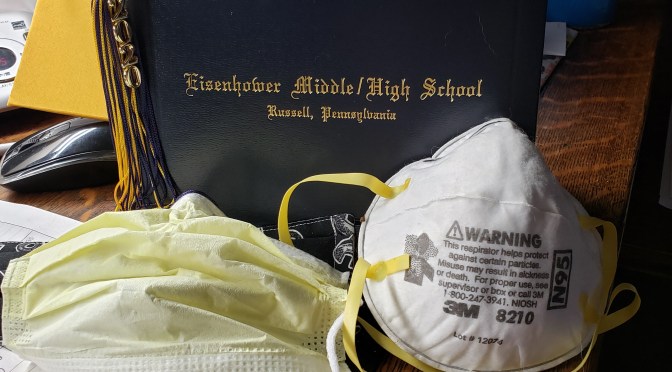 2020
Eisenhower Middle/High School
Russell, Pennsylvania
WARNING
This respirator helps protect
against certain particles.
Misuse may result in sickness
or death. For proper use, see
supervisor or box or call 3M
1-800-247-3941, NIOSH
N95
3M 8210